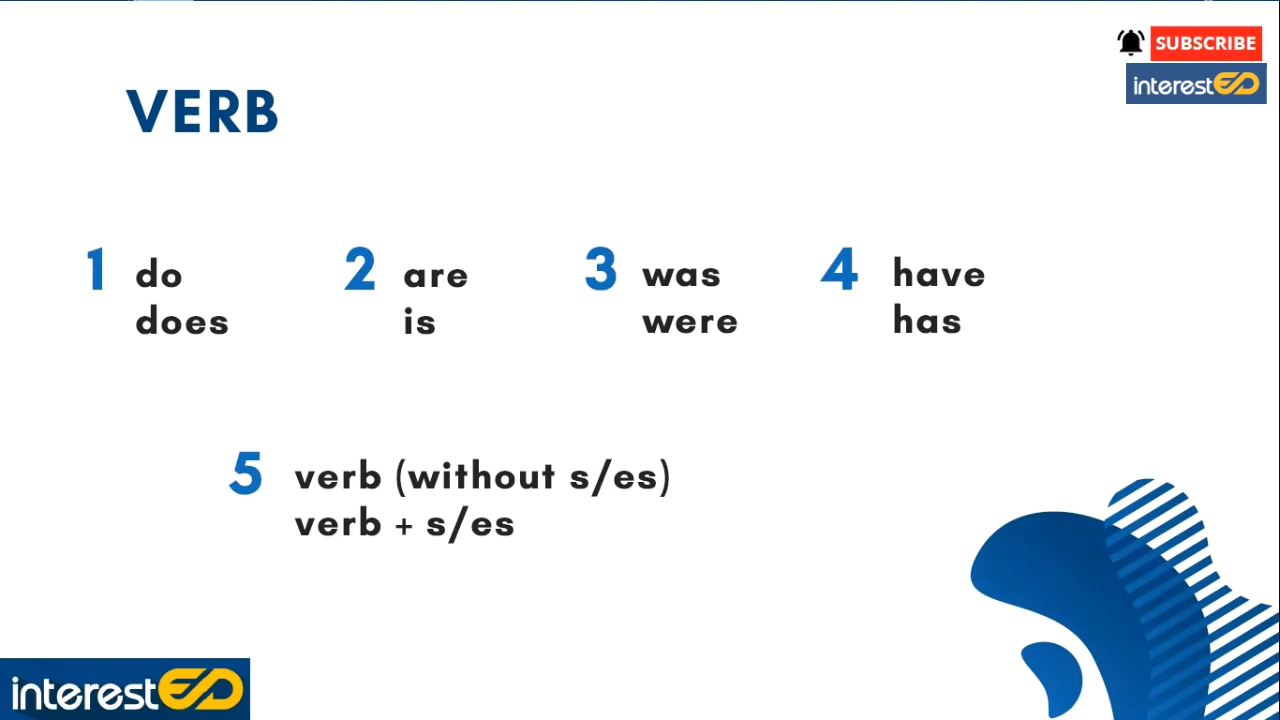 SUBSCRIBE
interestED
VERB
1 do
does
2 are
is
3 was
were
4 have
has
5 verb (without s/es)
verb + s/es
interestED